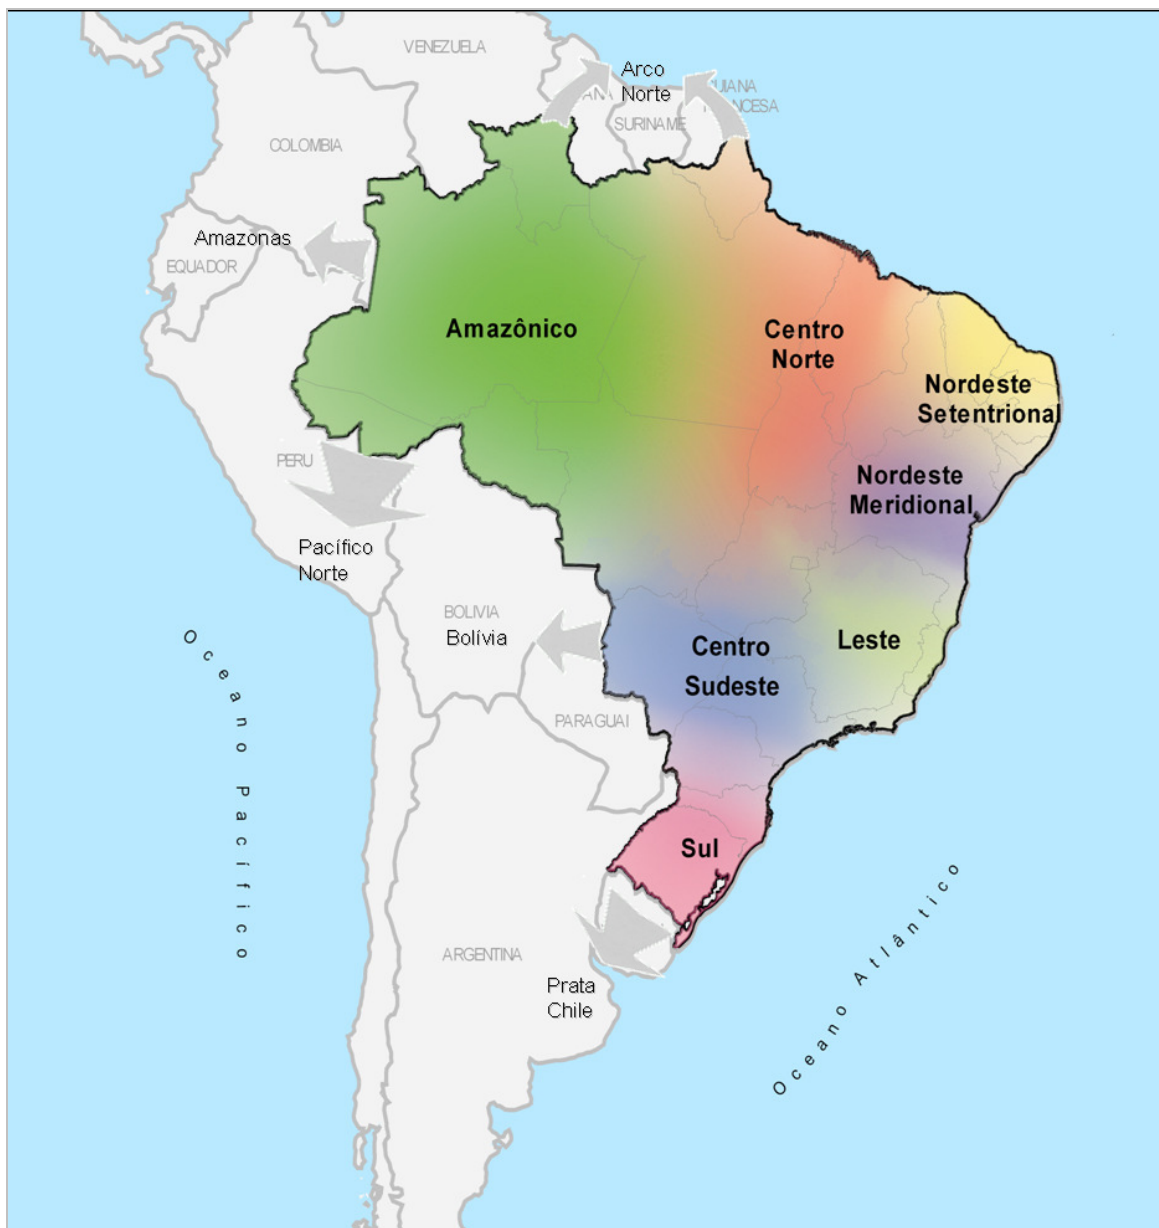 VENEZUELA
Arco
Norte
SURINAME
COLOMBIA
Amazonas
EQUADOR
Amazônico
Centro
Norte
Nordeste
Setentrional
PERU
Nordeste
Meridional
Pacífico
Norte
BOLIVIA
Bolívia
Centro
Sudeste
Leste
PARAGUAI
Oceano Pacífico
Sul
ARGENTINA
Prata
Chile
Oceano Atlântico